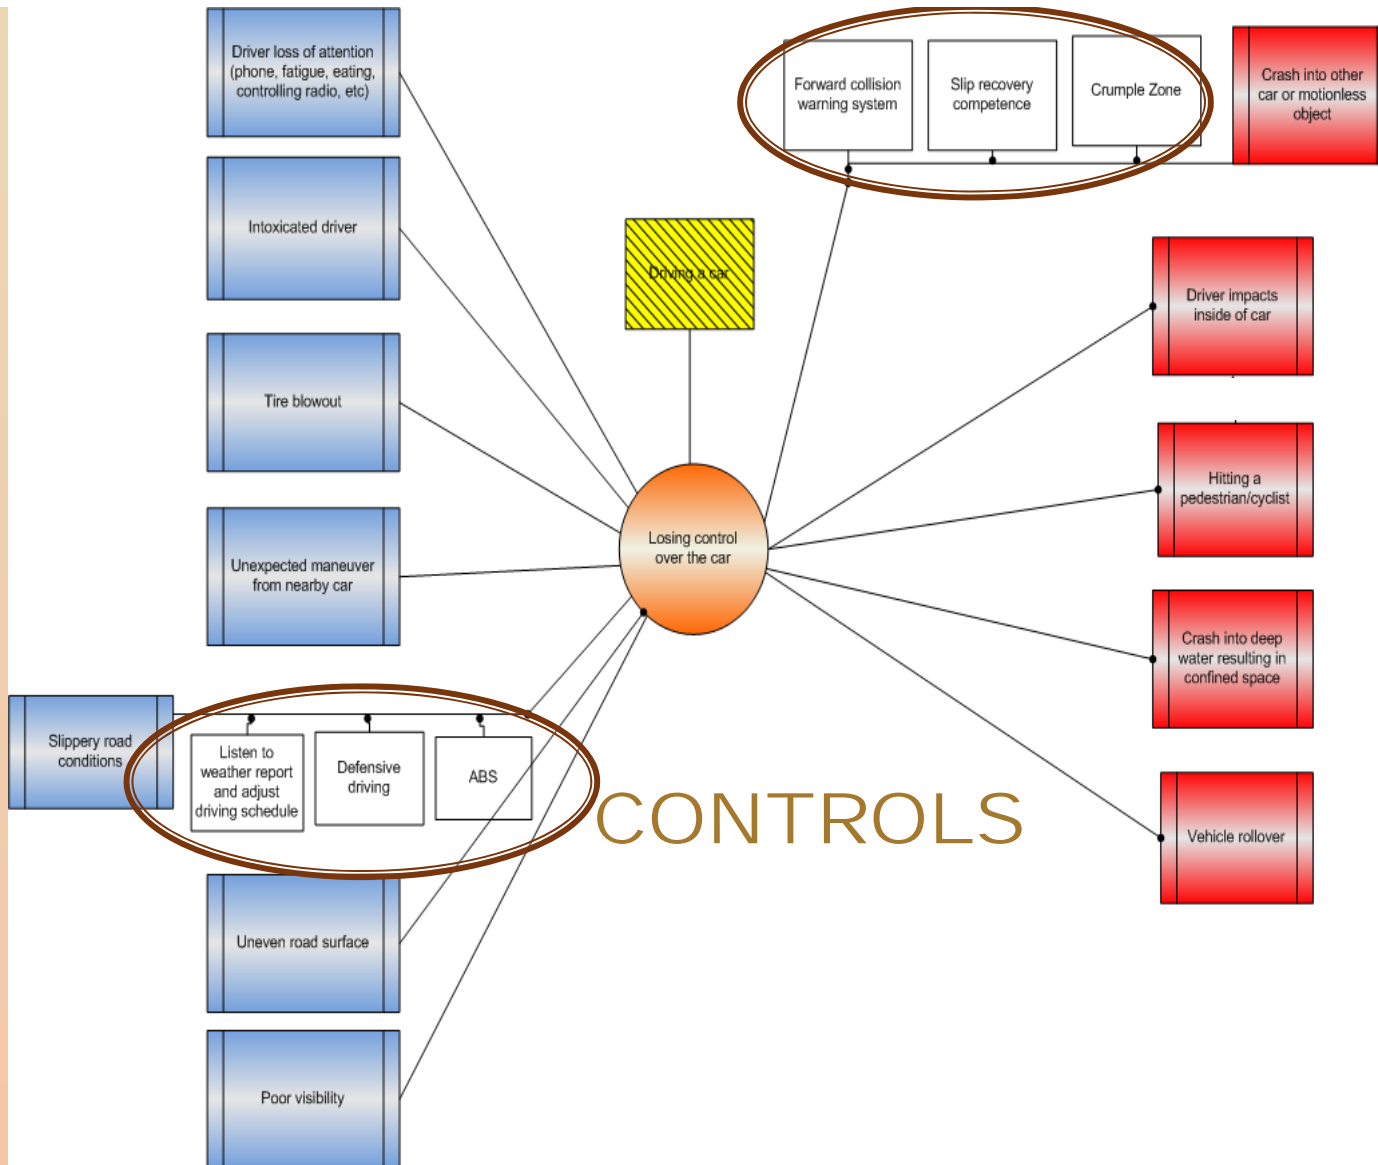 Driver loss of attention
(phone, fatigue, eating,
controlling radio, etc)
Intoxicated driver
Tire blowout
Unexpected maneuver
from nearby car
Slippery road
conditions
Listen to
weather report
and adjust
driving schedule
Defensive
driving
ABS
Uneven road surface
Poor visibility
Driving a car
Losing control
over the car
CONTROLS
Forward collision
warning system
Slip recovery
competence
Crumple Zone
Crash into other
car or motionless
object
Driver impacts
inside of car
Hitting a
pedestrian/cyclist
Crash into deep
water resulting in
confined space
Vehicle rollover